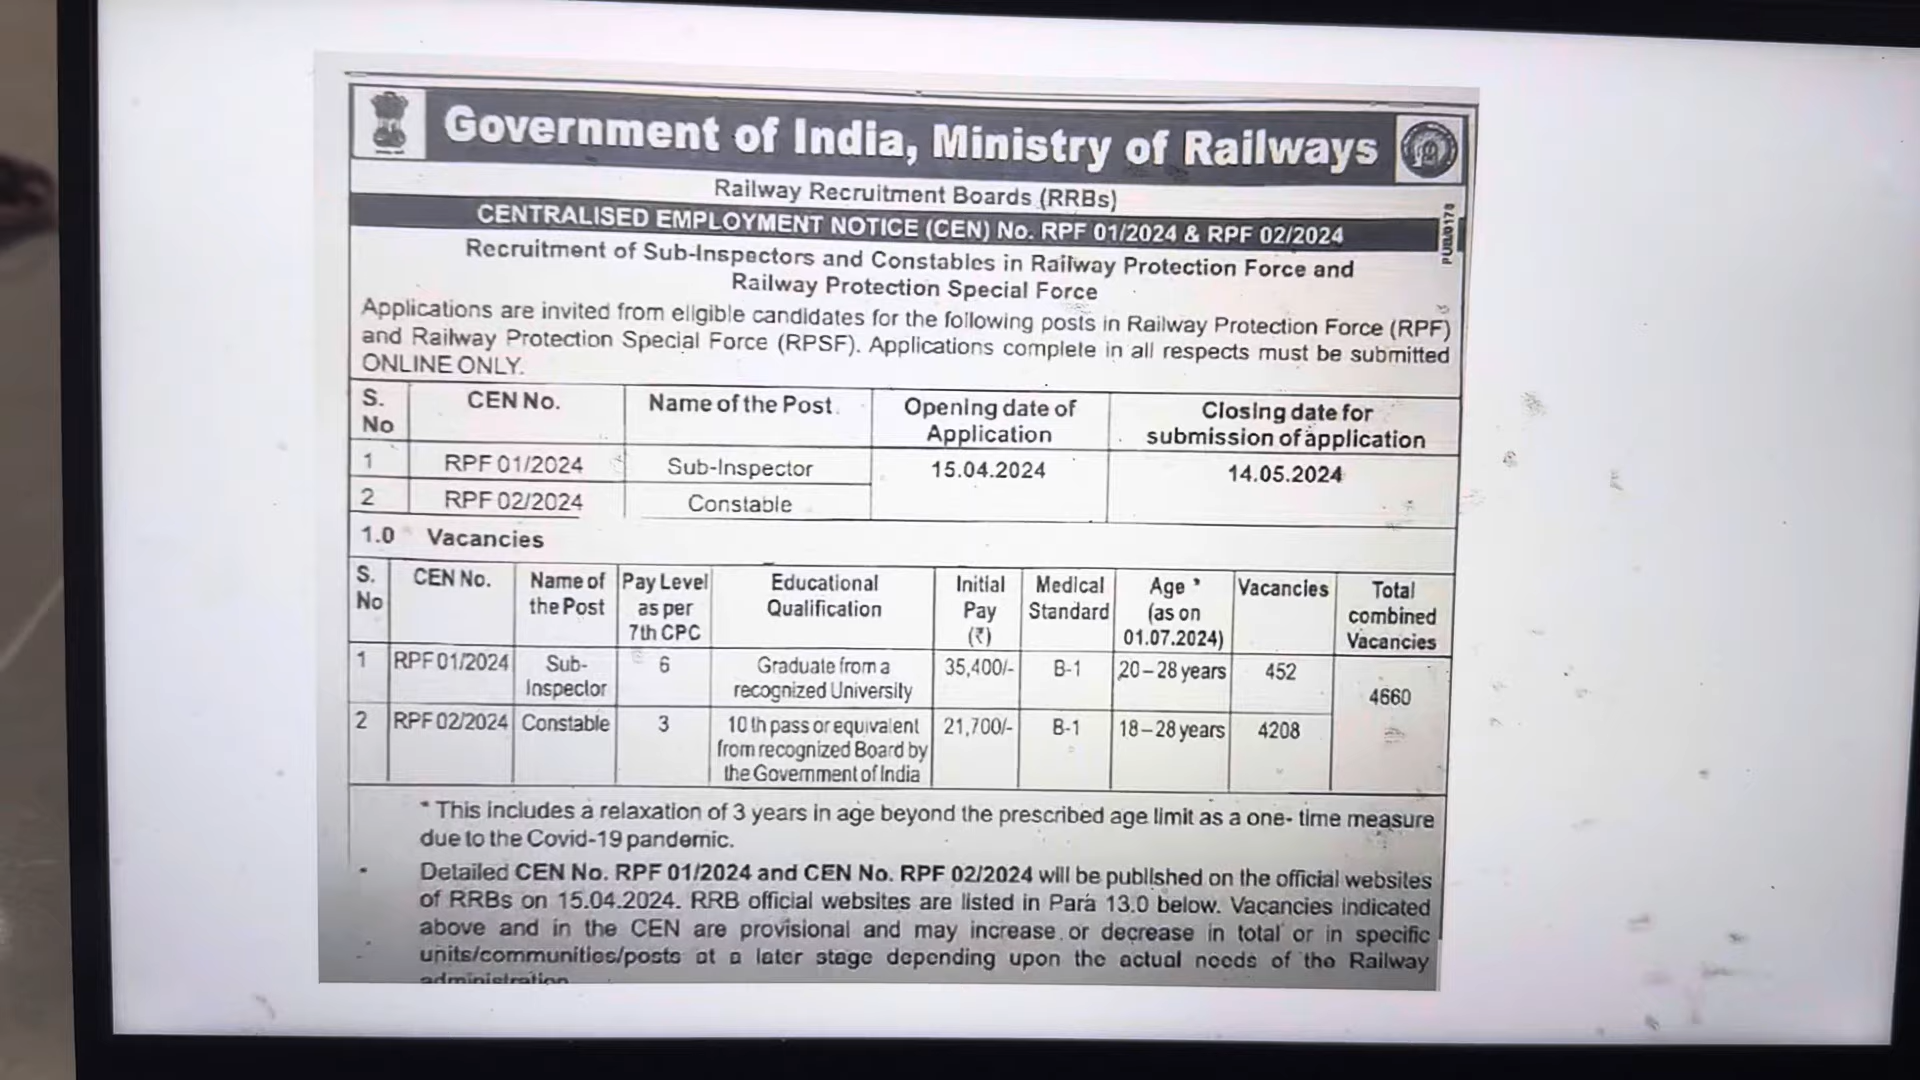 Government of India, Ministry of Railways
Railway Recruitment Boards (RRBs)
CENTRALISED EMPLOYMENT NOTICE (CEN) No. RPF 01/2024 & RPF 02/2024
PUB/0178
Recruitment of Sub-Inspectors and Constables in Railway Protection Force and
Railway Protection Special Force
Applications are invited from eligible candidates for the following posts in Railway Protection Force (RPF)
and Railway Protection Special Force (RPSF). Applications complete in all respects must be submitted
ONLINE ONLY.
S. No CEN No. Name of the Post Opening date of Application Closing date for submission of application
1 RPF 01/2024 Sub-Inspector 15.04.2024 14.05.2024
2 RPF 02/2024 Constable
1.0 Vacancies
S. No CEN No. Name of the Post Pay Level as per 7th CPC Educational Qualification Initial Pay (₹) Medical Standard Age * (as on 01.07.2024) Vacancies Total combined Vacancies
1 RPF 01/2024 Sub-Inspector 6 Graduate from a recognized University 35,400/- B-1 20–28 years 452 4660
2 RPF 02/2024 Constable 3 10 th pass or equivalent from recognized Board by the Government of India 21,700/- B-1 18–28 years 4208
* This includes a relaxation of 3 years in age beyond the prescribed age limit as a one- time measure
due to the Covid-19 pandemic.
Detailed CEN No. RPF 01/2024 and CEN No. RPF 02/2024 will be published on the official websites
of RRBs on 15.04.2024. RRB official websites are listed in Para 13.0 below. Vacancies indicated
above and in the CEN are provisional and may increase or decrease in total or in specific
units/communities/posts at a later stage depending upon the actual needs of the Railway
administration